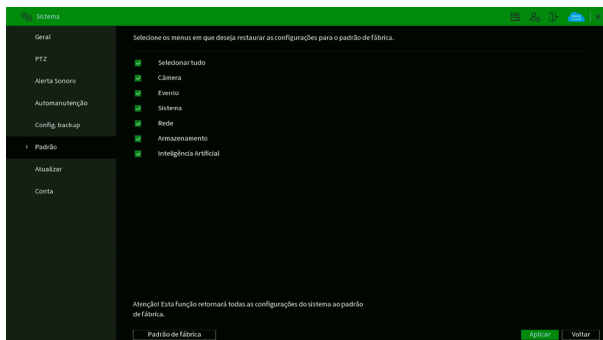 Sistema
Geral
PTZ
Alerta Sonoro
Automanutenção
Config. backup
Padrão
Atualizar
Conta
Selecione os menus em que deseja restaurar as configurações para o padrão de fábrica.
Selecionar tudo
Câmera
Evento
Sistema
Rede
Armazenamento
Inteligência Artificial
Atenção! Esta função retornará todas as configurações do sistema ao padrão
de fábrica.
Padrão de fábrica
Aplicar
Voltar